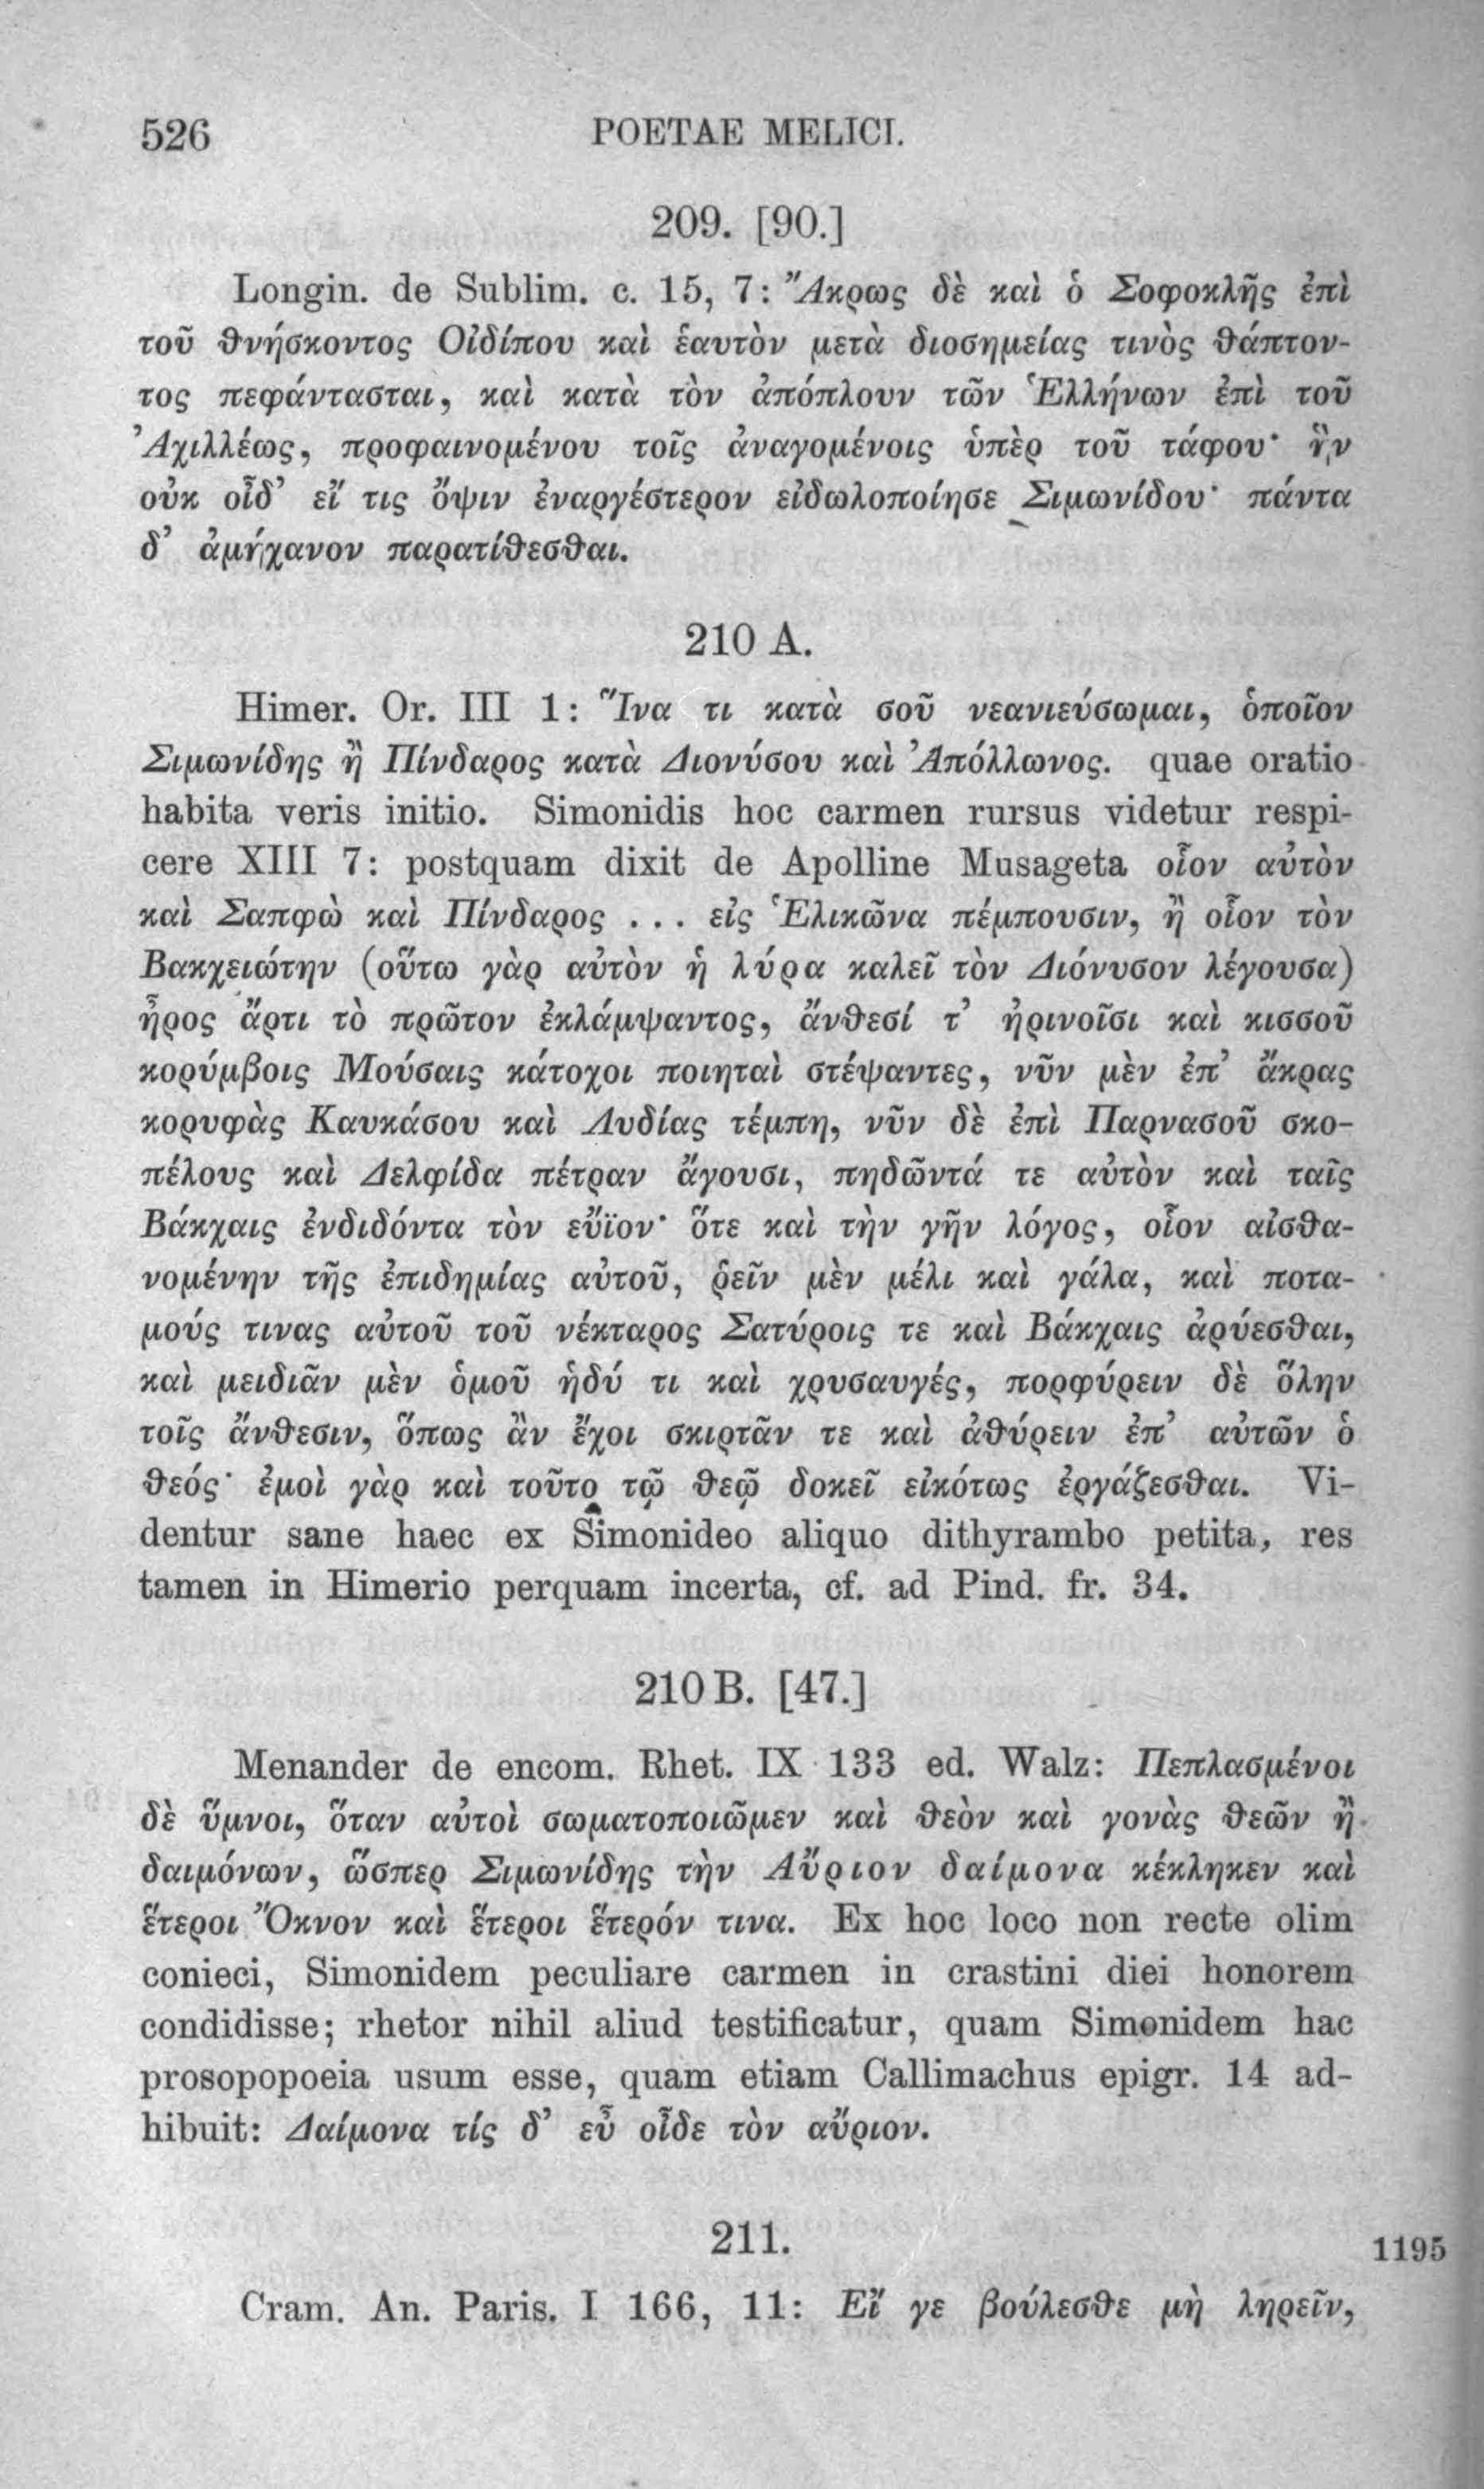 526
POETAE MELICI.
209. [90.]
Longin. de Sublim. c. 15, 7: Ἄκρως δὲ καὶ ὁ Σοφοκλῆς ἐπὶ
τοῦ θνήσκοντος Οἰδίπου καὶ ἑαυτὸν μετὰ διοσημείας τινὸς θάπτον-
τος πεφάντασται, καὶ κατὰ τὸν ἀπόπλουν τῶν Ἑλλήνων ἐπὶ τοῦ
Ἀχιλλέως, προφαινομένου τοῖς ἀναγομένοις ὑπὲρ τοῦ τάφου· ἣν
οὐκ οἶδ’ εἴ τις ὄψιν ἐναργέστερον εἰδωλοποίησε Σιμωνίδου· πάντα
δ’ ἀμήχανον παρατίθεσθαι.
210 A.
Himer. Or. III 1: Ἵνα τι κατὰ σοῦ νεανιεύσωμαι, ὁποῖον
Σιμωνίδης ἢ Πίνδαρος κατὰ Διονύσου καὶ Ἀπόλλωνος. quae oratio
habita veris initio. Simonidis hoc carmen rursus videtur respi-
cere XIII 7: postquam dixit de Apolline Musageta οἷον αὐτὸν
καὶ Σαπφὼ καὶ Πίνδαρος ... εἰς Ἑλικῶνα πέμπουσιν, ἢ οἷον τὸν
Βακχειώτην (οὕτω γὰρ αὐτὸν ἡ λύρα καλεῖ τὸν Διόνυσον λέγουσα)
ἦρος ἄρτι τὸ πρῶτον ἐκλάμψαντος, ἄνθεσί τ’ ἠρινοῖσι καὶ κισσοῦ
κορύμβοις Μούσαις κάτοχοι ποιηταὶ στέψαντες, νῦν μὲν ἐπ’ ἄκρας
κορυφὰς Καυκάσου καὶ Λυδίας τέμπη, νῦν δὲ ἐπὶ Παρνασοῦ σκο-
πέλους καὶ Δελφίδα πέτραν ἄγουσι, πηδῶντά τε αὐτὸν καὶ ταῖς
Βάκχαις ἐνδιδόντα τὸν εὔϊον· ὅτε καὶ τὴν γῆν λόγος, οἷον αἰσθα-
νομένην τῆς ἐπιδημίας αὐτοῦ, ῥεῖν μὲν μέλι καὶ γάλα, καὶ ποτα-
μούς τινας αὐτοῦ τοῦ νέκταρος Σατύροις τε καὶ Βάκχαις ἀρύεσθαι,
καὶ μειδιᾶν μὲν ὁμοῦ ἡδύ τι καὶ χρυσαυγές, πορφύρειν δὲ ὅλην
τοῖς ἄνθεσιν, ὅπως ἂν ἔχοι σκιρτᾶν τε καὶ ἀθύρειν ἐπ’ αὐτῶν ὁ
θεός· ἐμοὶ γὰρ καὶ τοῦτο τῷ θεῷ δοκεῖ εἰκότως ἐργάζεσθαι. Vi-
dentur sane haec ex Simonideo aliquo dithyrambo petita, res
tamen in Himerio perquam incerta, cf. ad Pind. fr. 34.
210 B. [47.]
Menander de encom. Rhet. IX 133 ed. Walz: Πεπλασμένοι
δὲ ὕμνοι, ὅταν αὐτοὶ σωματοποιῶμεν καὶ θεὸν καὶ γονὰς θεῶν ἢ
δαιμόνων, ὥσπερ Σιμωνίδης τὴν Αὔριον δαίμονα κέκληκεν καὶ
ἕτεροι Ὄκνον καὶ ἕτεροι ἕτερόν τινα. Ex hoc loco non recte olim
conieci, Simonidem peculiare carmen in crastini diei honorem
condidisse; rhetor nihil aliud testificatur, quam Simonidem hac
prosopopoeia usum esse, quam etiam Callimachus epigr. 14 ad-
hibuit: Δαίμονα τίς δ’ εὖ οἶδε τὸν αὔριον.
211.
1195
Cram. An. Paris. I 166, 11: Εἴ γε βούλεσθε μὴ ληρεῖν,